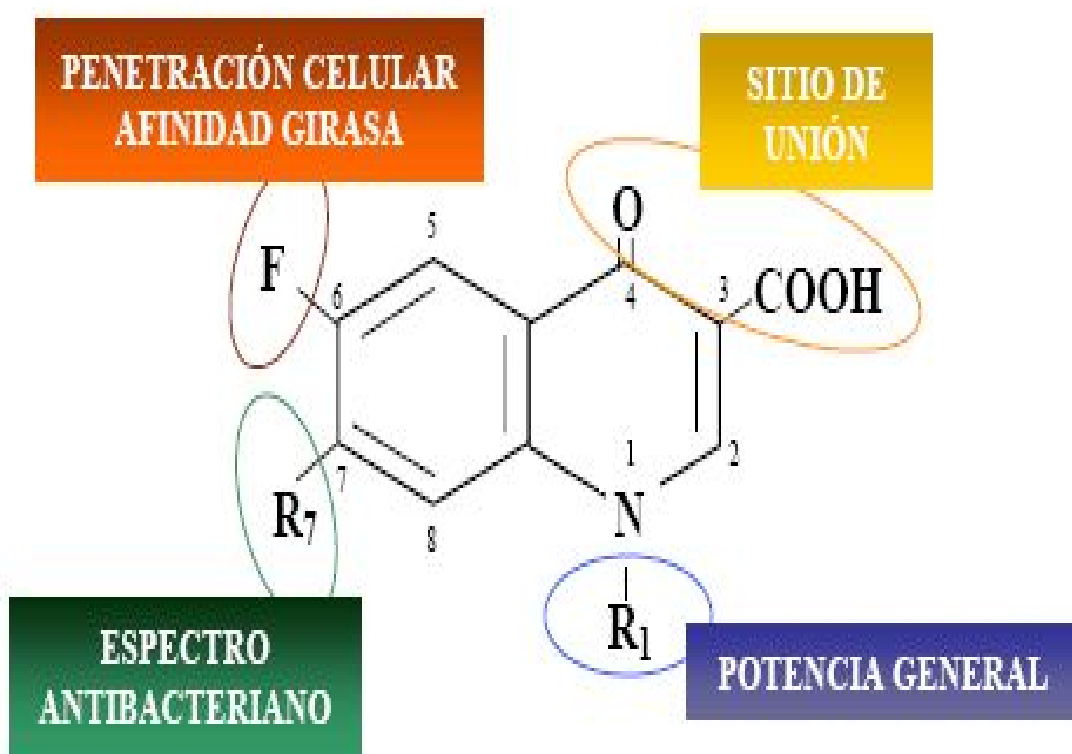 PENETRACIÓN CELULAR
AFINIDAD GIRASA
SITIO DE
UNIÓN
O
5
F
6
4
3
COOH
7
1
2
R7
8
N
R1
ESPECTRO
ANTIBACTERIANO
POTENCIA GENERAL